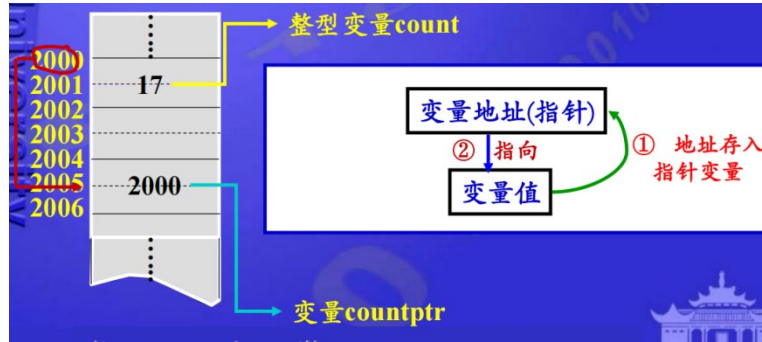 整型变量count
2000
2001
17
2002
2003
2004
2005
2000
2006
变量countptr
变量地址(指针)
② 指向
变量值
① 地址存入
指针变量